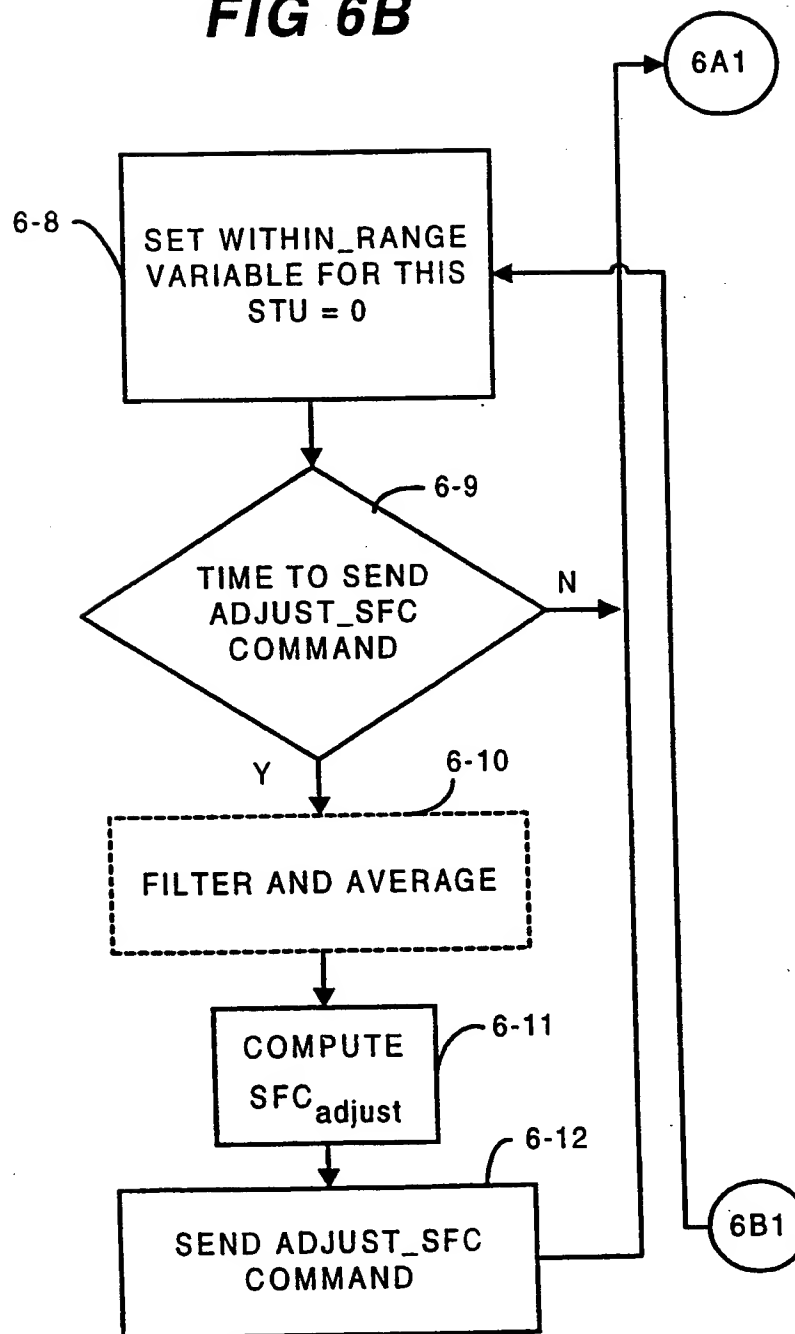 FIG 6B
6A1
6-8
SET WITHIN_RANGE
VARIABLE FOR THIS
STU = 0
6-9
TIME TO SEND
ADJUST_SFC
COMMAND
N
Y
6-10
FILTER AND AVERAGE
6-11
COMPUTE
SFCadjust
6-12
SEND ADJUST_SFC
COMMAND
6B1